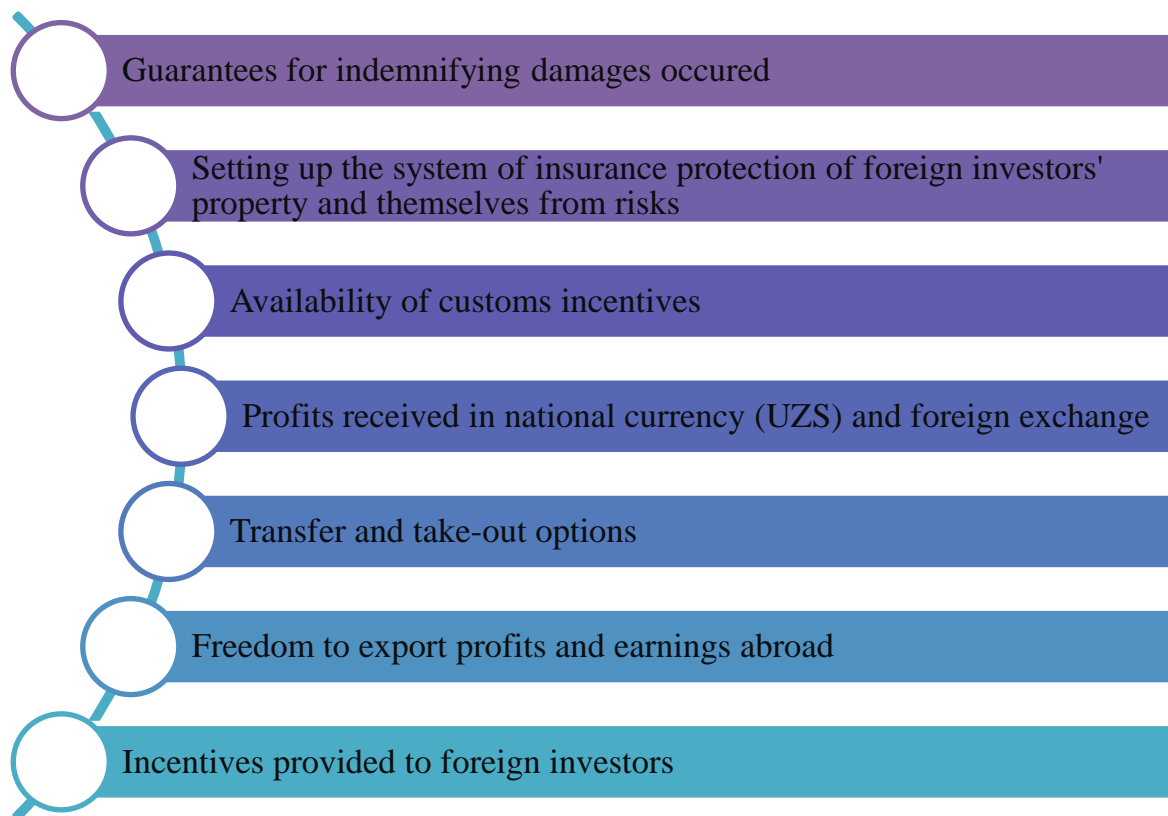 Guarantees for indemnifying damages occured
Setting up the system of insurance protection of foreign investors'
property and themselves from risks
Availability of customs incentives
Profits received in national currency (UZS) and foreign exchange
Transfer and take-out options
Freedom to export profits and earnings abroad
Incentives provided to foreign investors